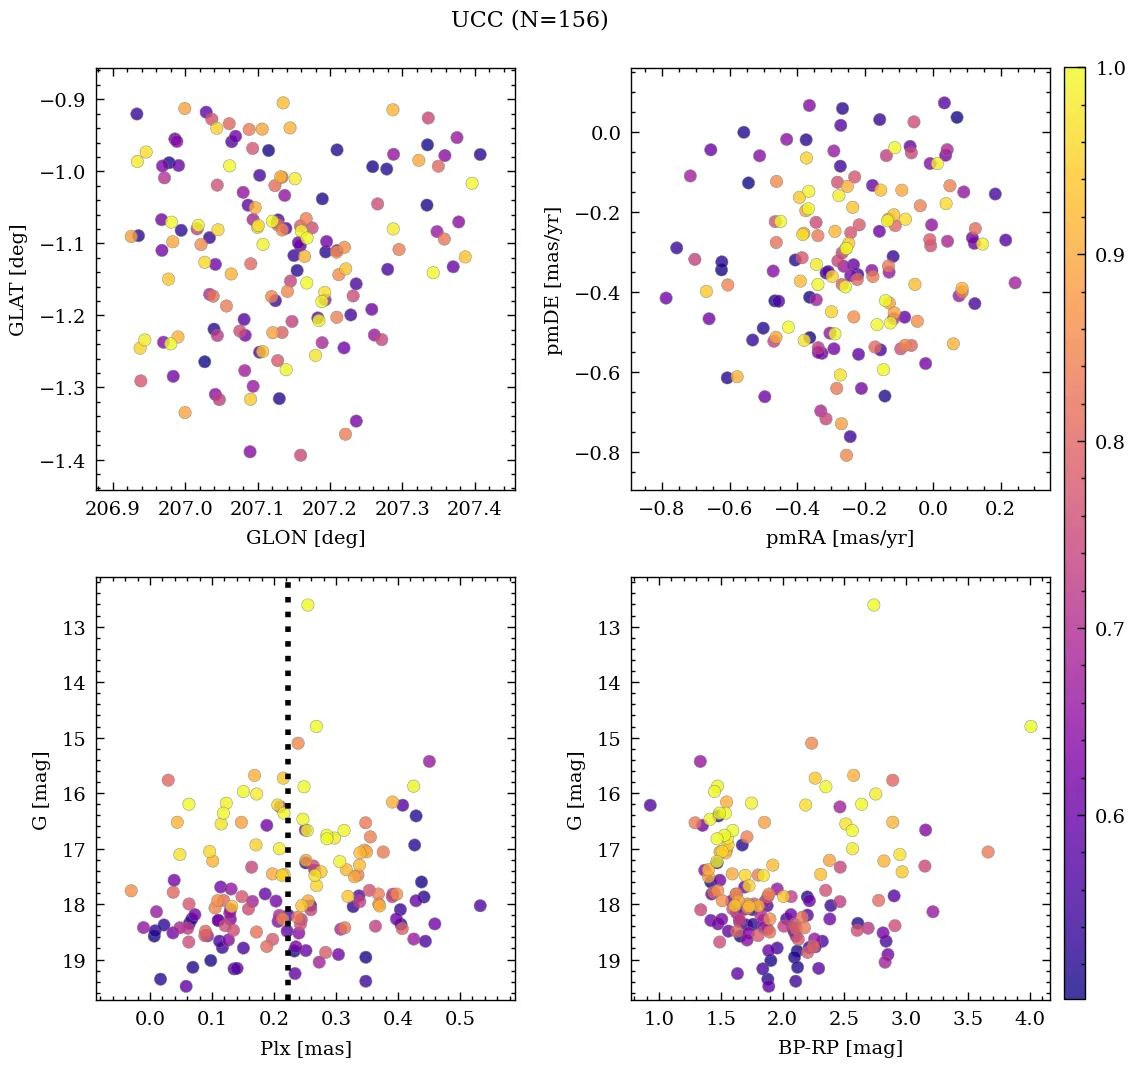 UCC (N=156)
−0.9
−1.0
−1.1
−1.2
−1.3
−1.4
GLAT [deg]
206.9 207.0 207.1 207.2 207.3 207.4
GLON [deg]
0.0
−0.2
−0.4
−0.6
−0.8
pmDE [mas/yr]
−0.8 −0.6 −0.4 −0.2 0.0 0.2
pmRA [mas/yr]
1.0
0.9
0.8
0.7
0.6
13
14
15
16
17
18
19
G [mag]
0.0 0.1 0.2 0.3 0.4 0.5
Plx [mas]
13
14
15
16
17
18
19
G [mag]
1.0 1.5 2.0 2.5 3.0 3.5 4.0
BP-RP [mag]